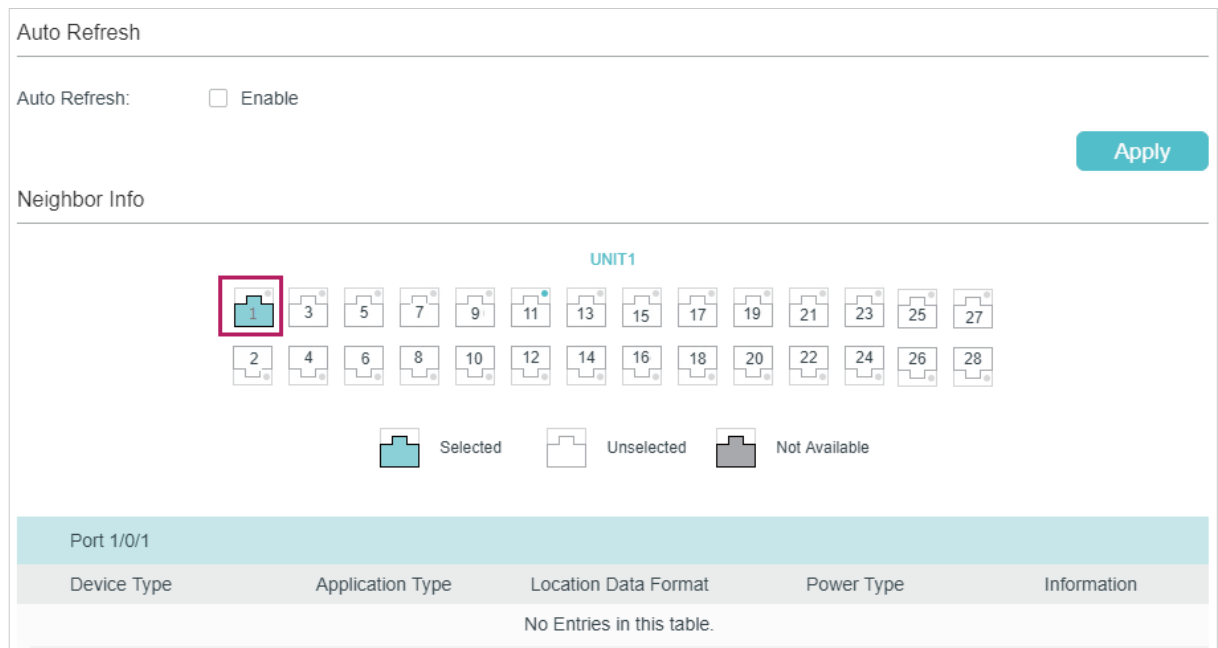 Auto Refresh
Auto Refresh: Enable
Apply
Neighbor Info
UNIT1
1 3 5 7 9 11 13 15 17 19 21 23 25 27
2 4 6 8 10 12 14 16 18 20 22 24 26 28
Selected Unselected Not Available
Port 1/0/1
Device Type Application Type Location Data Format Power Type Information
No Entries in this table.